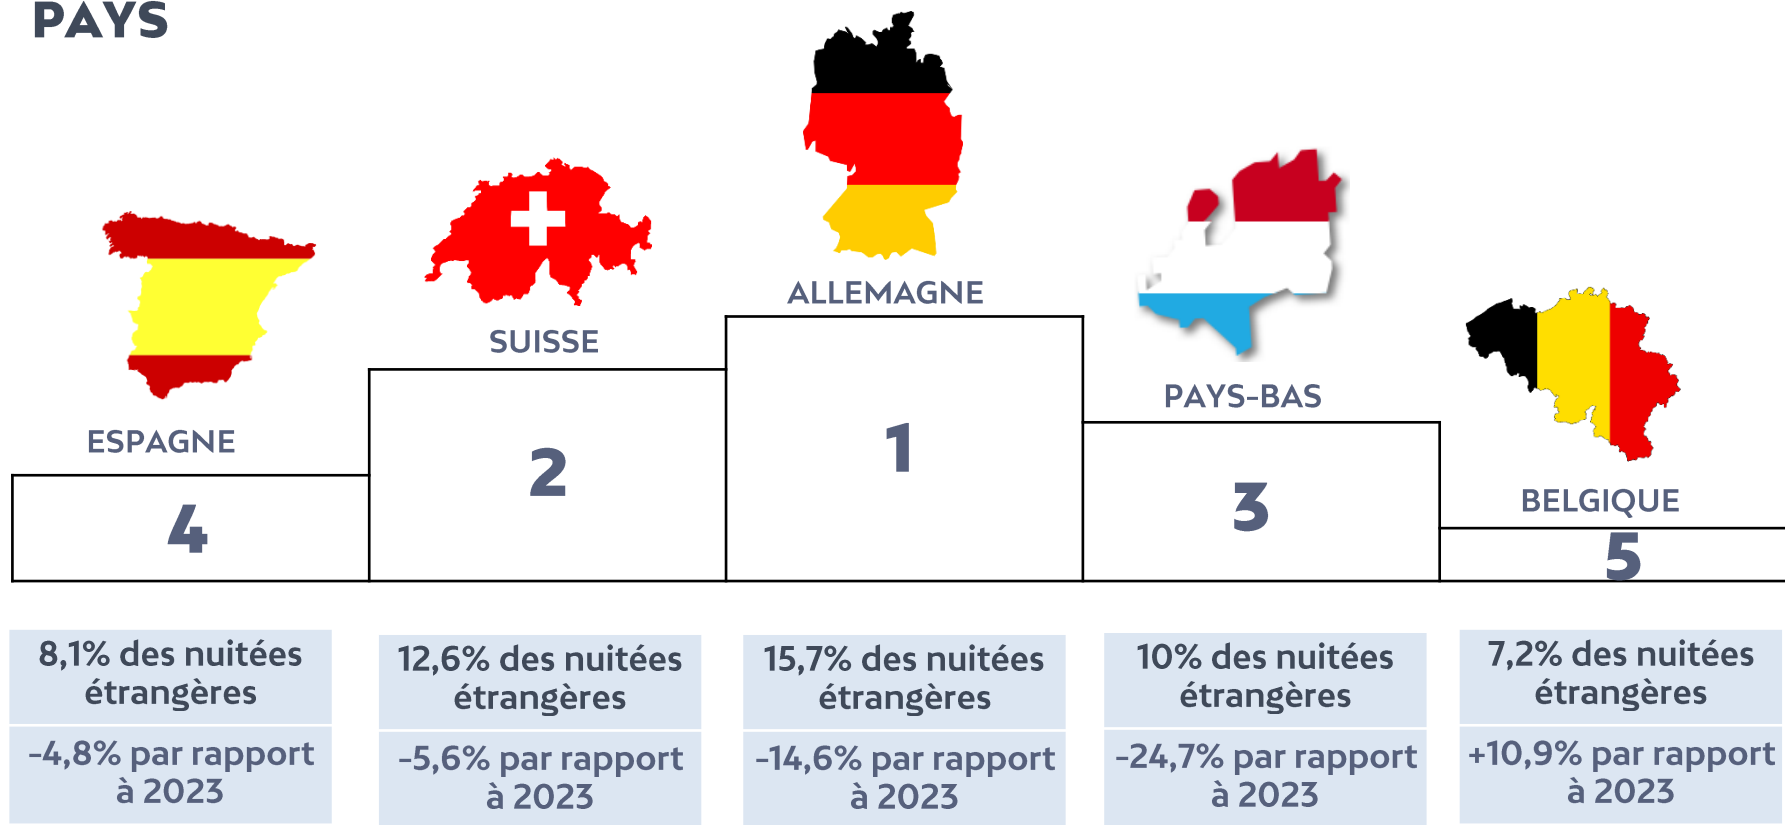 PAYS
ESPAGNE
4
SUISSE
2
ALLEMAGNE
1
PAYS-BAS
3
BELGIQUE
5
8,1% des nuitées
étrangères
-4,8% par rapport
à 2023
12,6% des nuitées
étrangères
-5,6% par rapport
à 2023
15,7% des nuitées
étrangères
-14,6% par rapport
à 2023
10% des nuitées
étrangères
-24,7% par rapport
à 2023
7,2% des nuitées
étrangères
+10,9% par rapport
à 2023